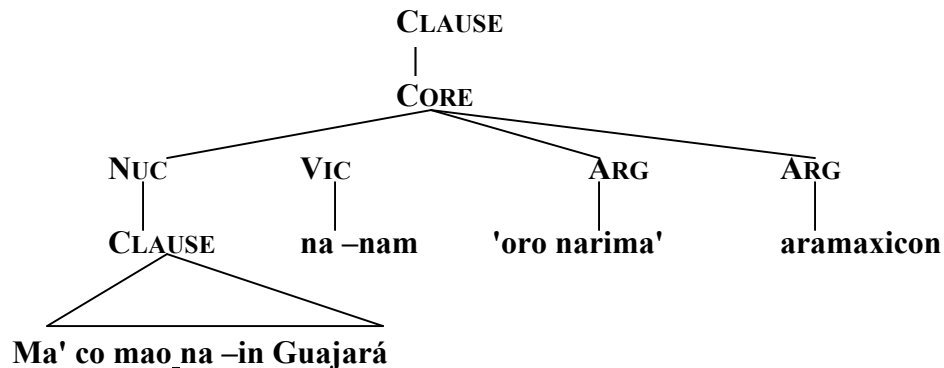 CLAUSE
CORE
NUC VIC ARG ARG
CLAUSE na –nam 'oro narima' aramaxicon
Ma' co mao na –in Guajará